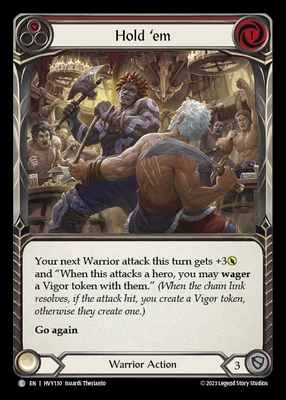 Hold ‘em
0
1
Your next Warrior attack this turn gets +3
and “When this attacks a hero, you may wager
a Vigor token with them.” (When the chain link
resolves, if the attack hit, you create a Vigor token,
otherwise they create one.)
Go again
Warrior Action
3
C EN | HVY130 Isuardi Therianto
©2023 Legend Story Studios